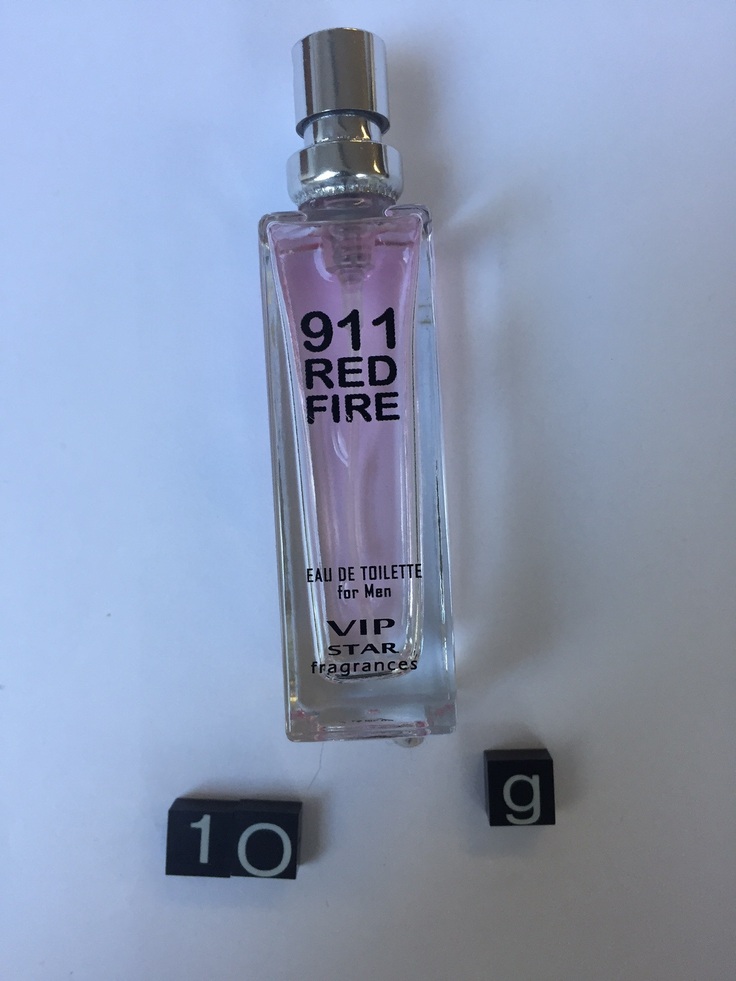 911
RED
FIRE
EAU DE TOILETTE
for Men
VIP
STAR
fragrances
10 g